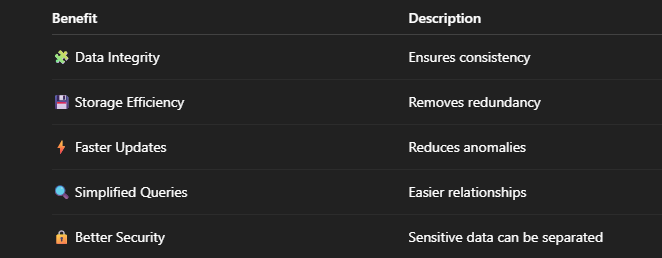 Benefit Description
🧩 Data Integrity Ensures consistency
💾 Storage Efficiency Removes redundancy
⚡ Faster Updates Reduces anomalies
🔍 Simplified Queries Easier relationships
🔒 Better Security Sensitive data can be separated